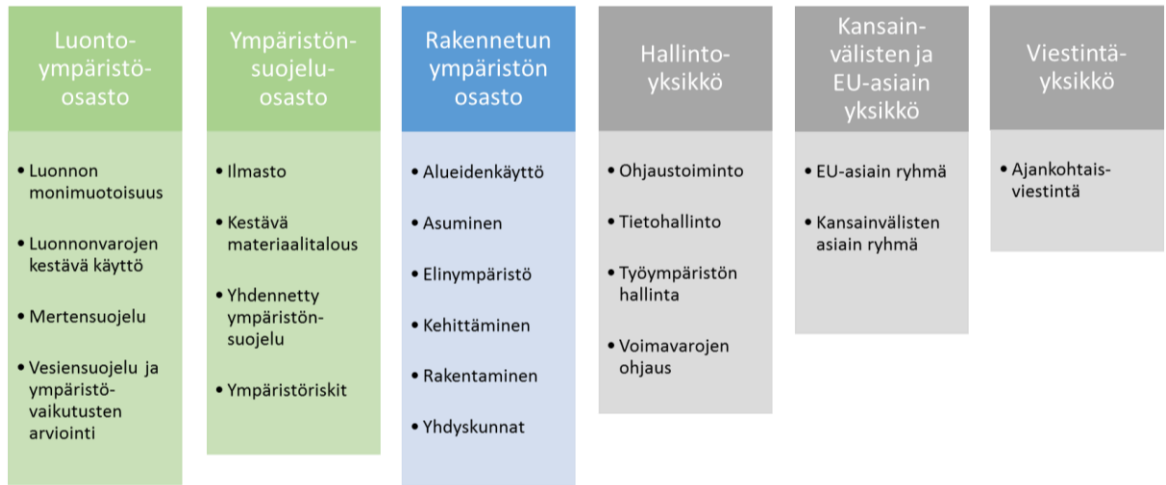 Luonto-
ympäristö-
osasto
• Luonnon
monimuotoisuus
• Luonnonvarojen
kestävä käyttö
• Mertensuojelu
• Vesiensuojelu ja
ympäristö-
vaikutusten
arviointi
Ympäristön-
suojelu-
osasto
• Ilmasto
• Kestävä
materiaalitalous
• Yhdennetty
ympäristön-
suojelu
• Ympäristöriskit
Rakennetun
ympäristön
osasto
• Alueidenkäyttö
• Asuminen
• Elinympäristö
• Kehittäminen
• Rakentaminen
• Yhdyskunnat
Hallinto-
yksikkö
• Ohjaustoiminto
• Tietohallinto
• Työympäristön
hallinta
• Voimavarojen
ohjaus
Kansain-
välisten ja
EU-asiain
yksikkö
• EU-asiain ryhmä
• Kansainvälisten
asiain ryhmä
Viestintä-
yksikkö
• Ajankohtais-
viestintä